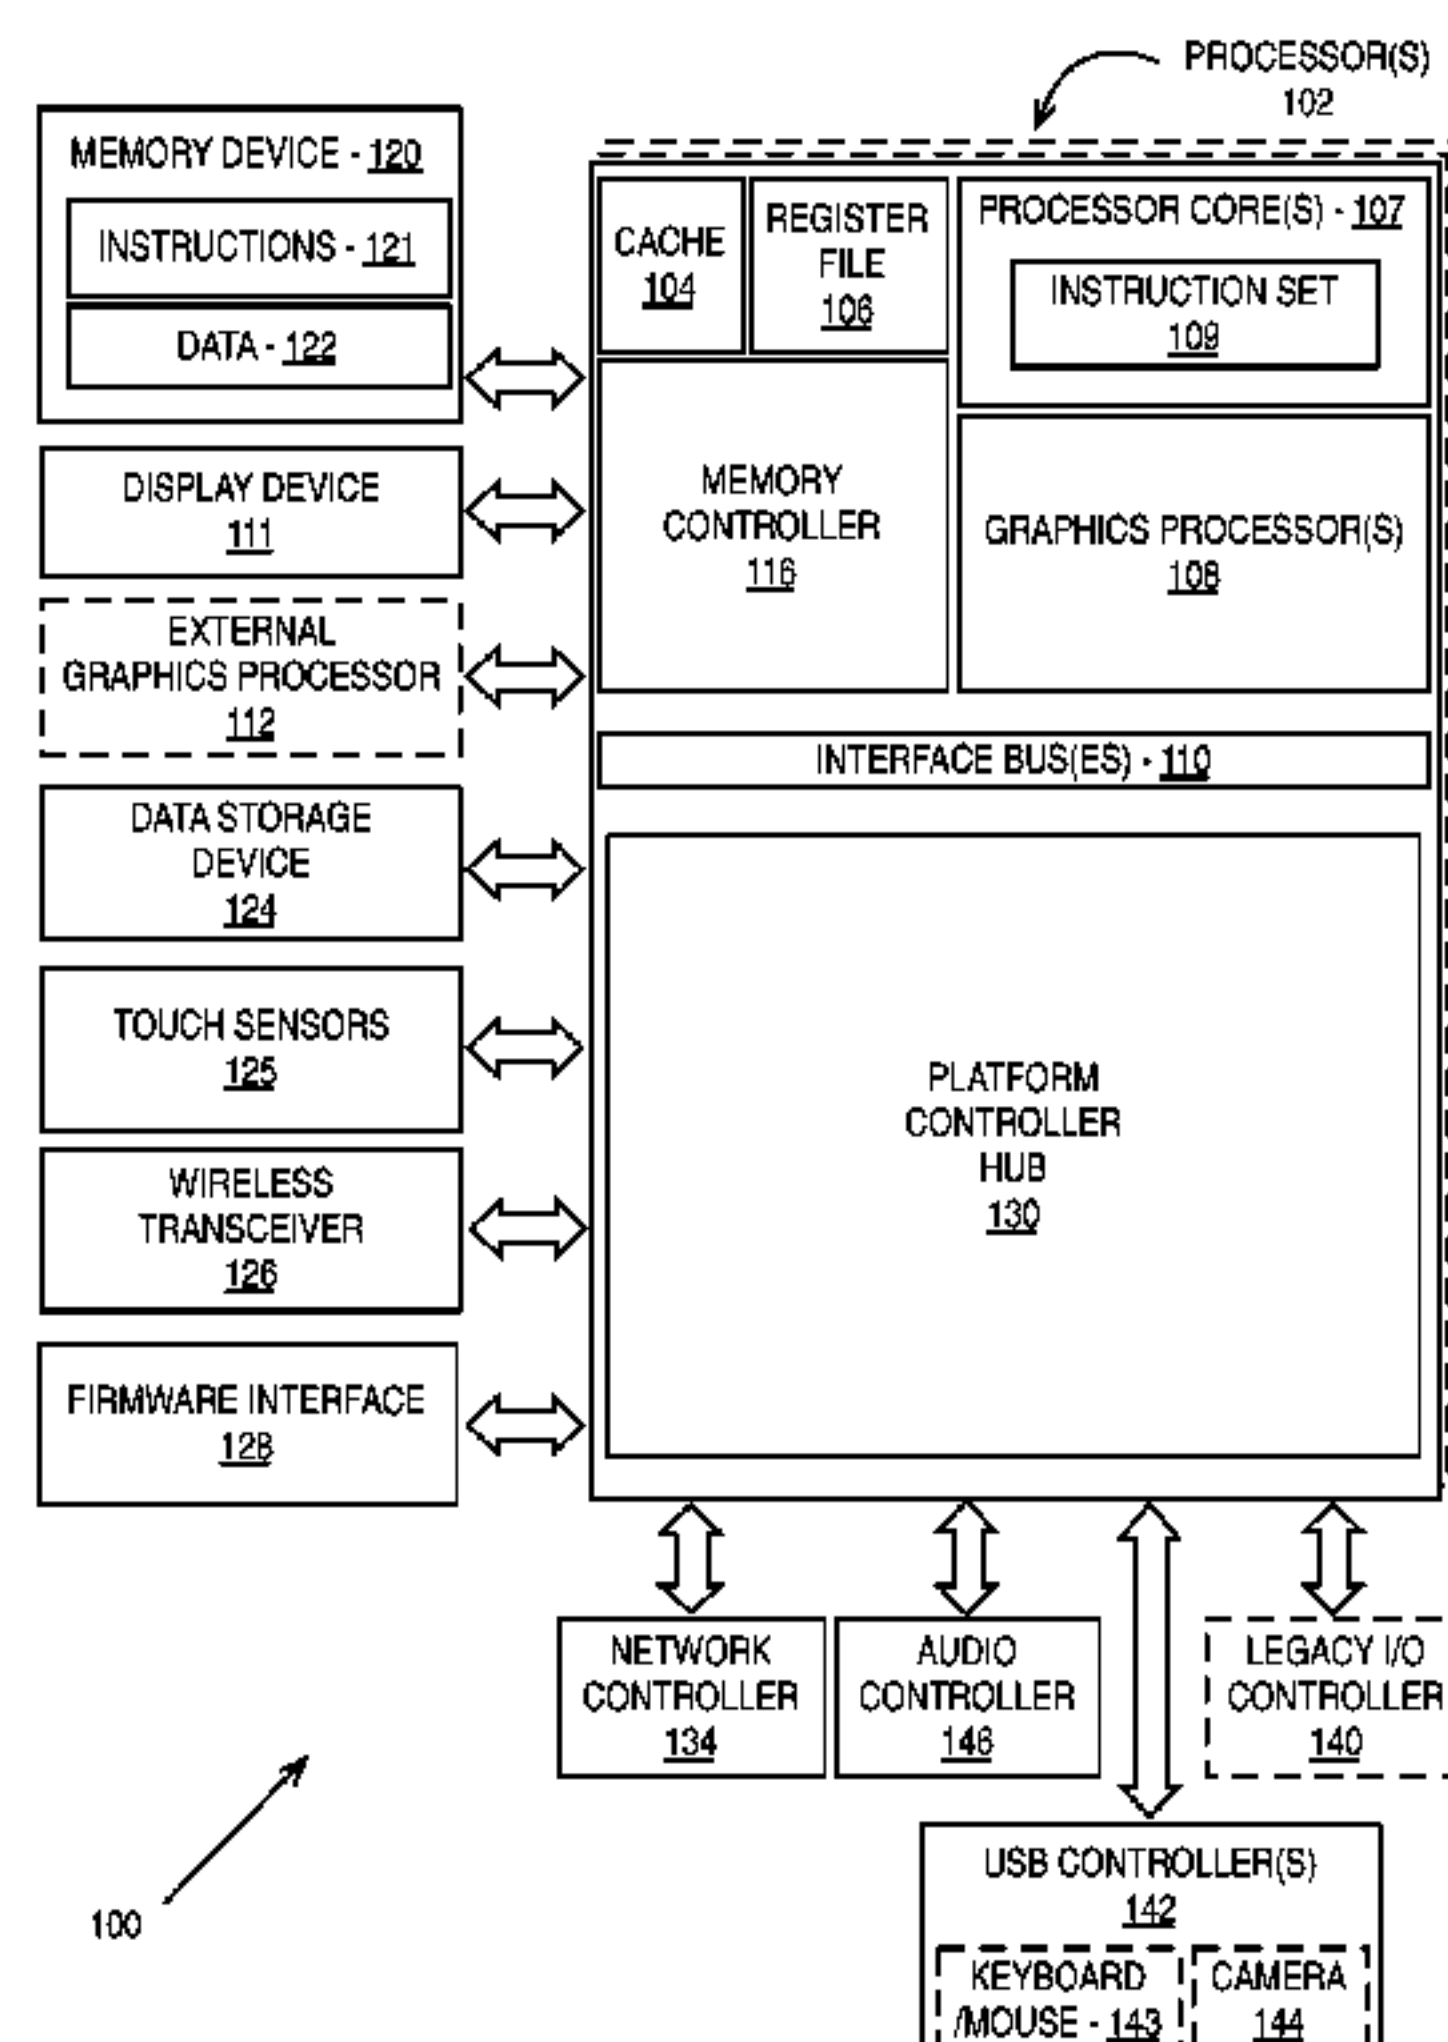 PROCESSOR(S)
102
MEMORY DEVICE - 120
INSTRUCTIONS - 121
DATA - 122
CACHE
104
REGISTER
FILE
106
PROCESSOR CORE(S) - 107
INSTRUCTION SET
109
DISPLAY DEVICE
111
MEMORY
CONTROLLER
116
GRAPHICS PROCESSOR(S)
108
EXTERNAL
GRAPHICS PROCESSOR
112
INTERFACE BUS(ES) - 110
DATA STORAGE
DEVICE
124
TOUCH SENSORS
125
PLATFORM
CONTROLLER
HUB
130
WIRELESS
TRANSCEIVER
126
FIRMWARE INTERFACE
128
NETWORK
CONTROLLER
134
AUDIO
CONTROLLER
146
LEGACY I/O
CONTROLLER
140
USB CONTROLLER(S)
142
KEYBOARD
/MOUSE - 143
CAMERA
144
100